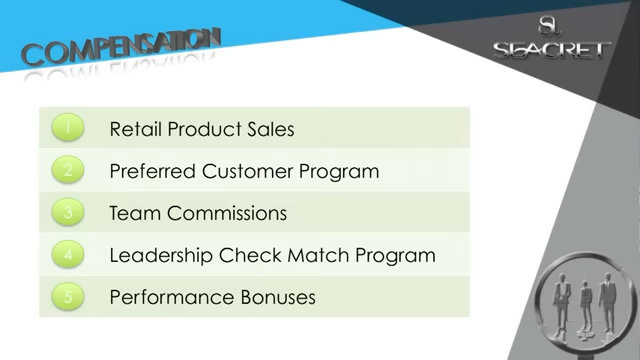 COMPENSATION
SEACRET
1 Retail Product Sales
2 Preferred Customer Program
3 Team Commissions
4 Leadership Check Match Program
5 Performance Bonuses